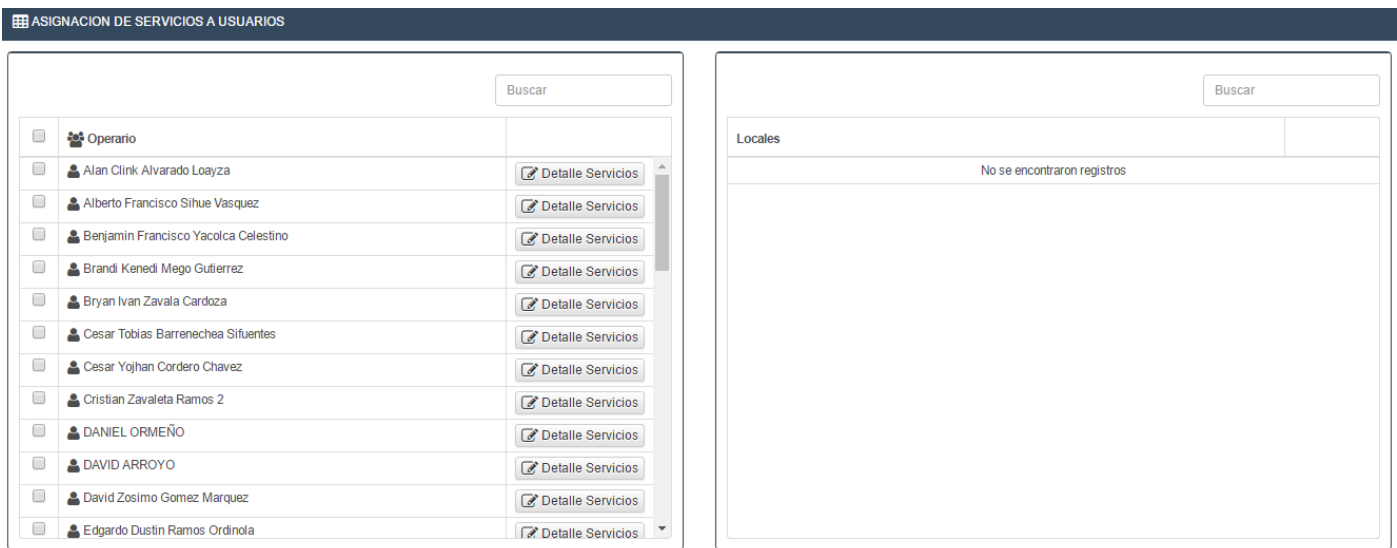 ASIGNACION DE SERVICIOS A USUARIOS
Buscar
Operario
Alan Clink Alvarado Loayza Detalle Servicios
Alberto Francisco Sihue Vasquez Detalle Servicios
Benjamin Francisco Yacolca Celestino Detalle Servicios
Brandi Kenedi Mego Gutierrez Detalle Servicios
Bryan Ivan Zavala Cardoza Detalle Servicios
Cesar Tobias Barrenechea Sifuentes Detalle Servicios
Cesar Yojhan Cordero Chavez Detalle Servicios
Cristian Zavaleta Ramos 2 Detalle Servicios
DANIEL ORMEÑO Detalle Servicios
DAVID ARROYO Detalle Servicios
David Zosimo Gomez Marquez Detalle Servicios
Edgardo Dustin Ramos Ordinola Detalle Servicios
Buscar
Locales
No se encontraron registros